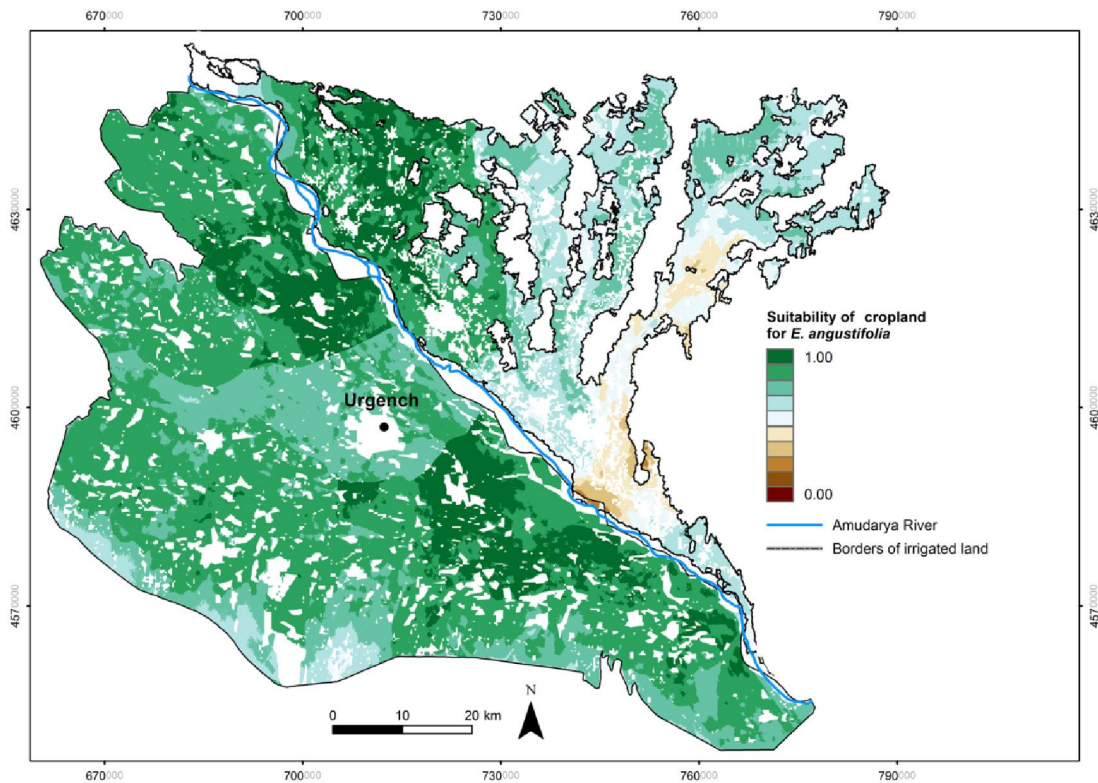 670000 700000 730000 760000 790000
4630000 4630000
4600000 4600000
4570000 4570000
Urgench
Suitability of cropland
for E. angustifolia
1.00
0.00
Amudarya River
Borders of irrigated land
N
0 10 20 km
670000 700000 730000 760000 790000